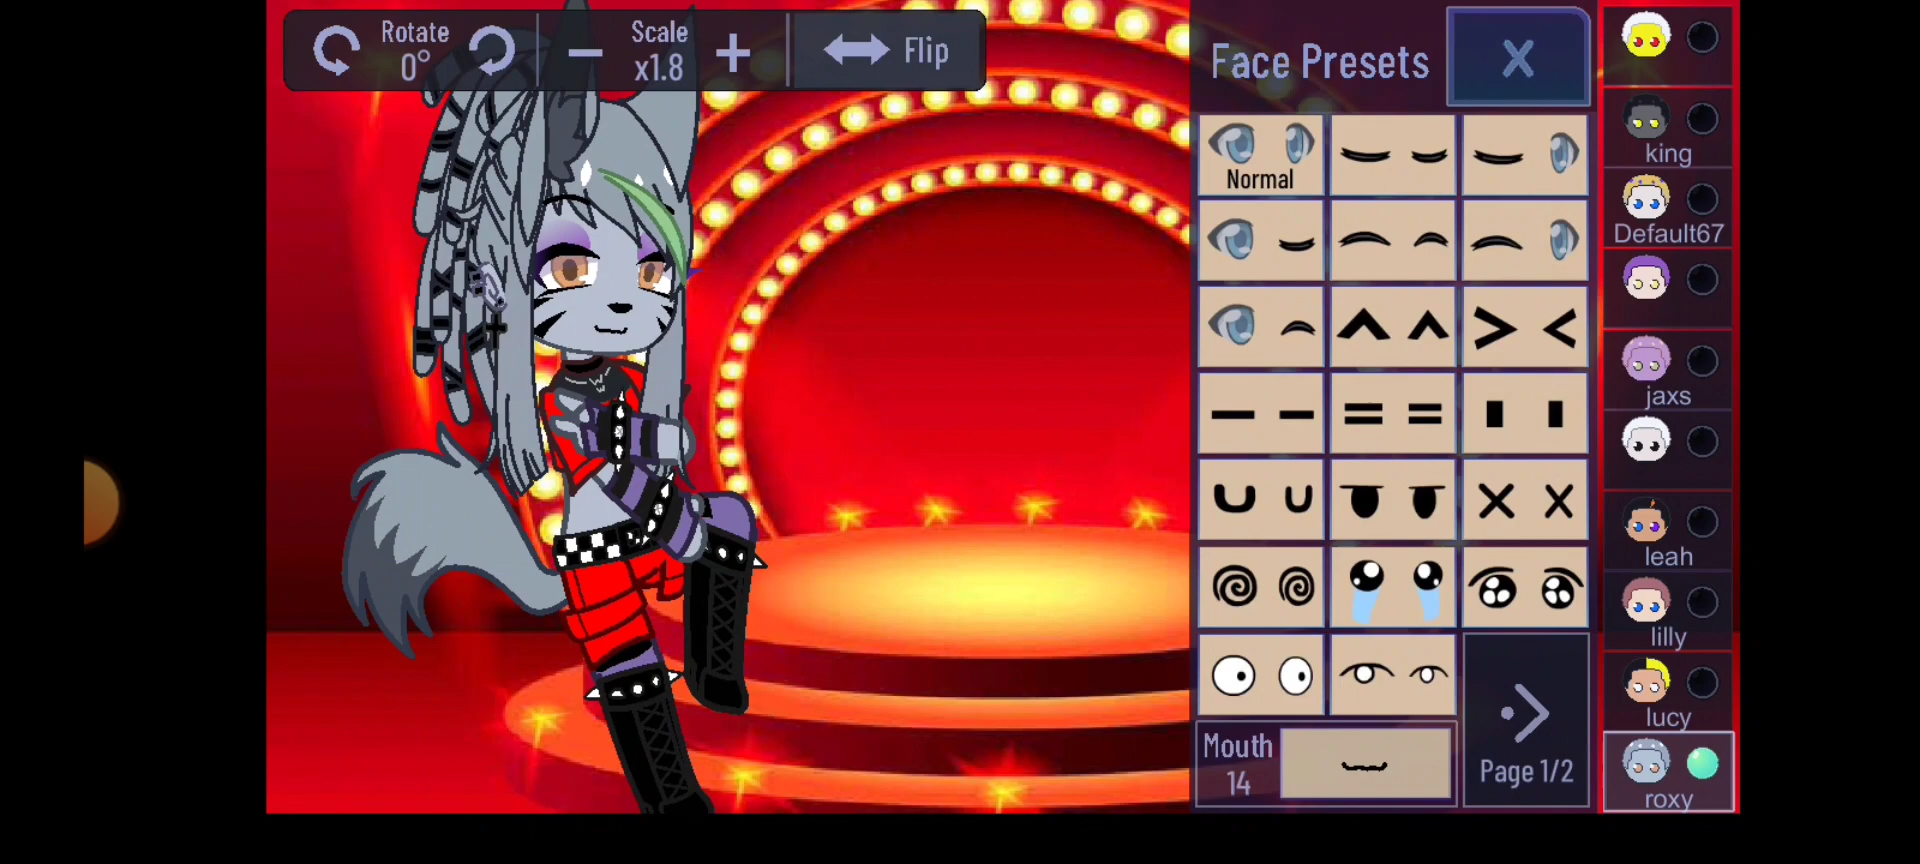 Rotate
0°
Scale
x1.8
Flip
Face Presets
X
Normal
Mouth
14
Page 1/2
king
Default67
jaxs
leah
lilly
lucy
roxy